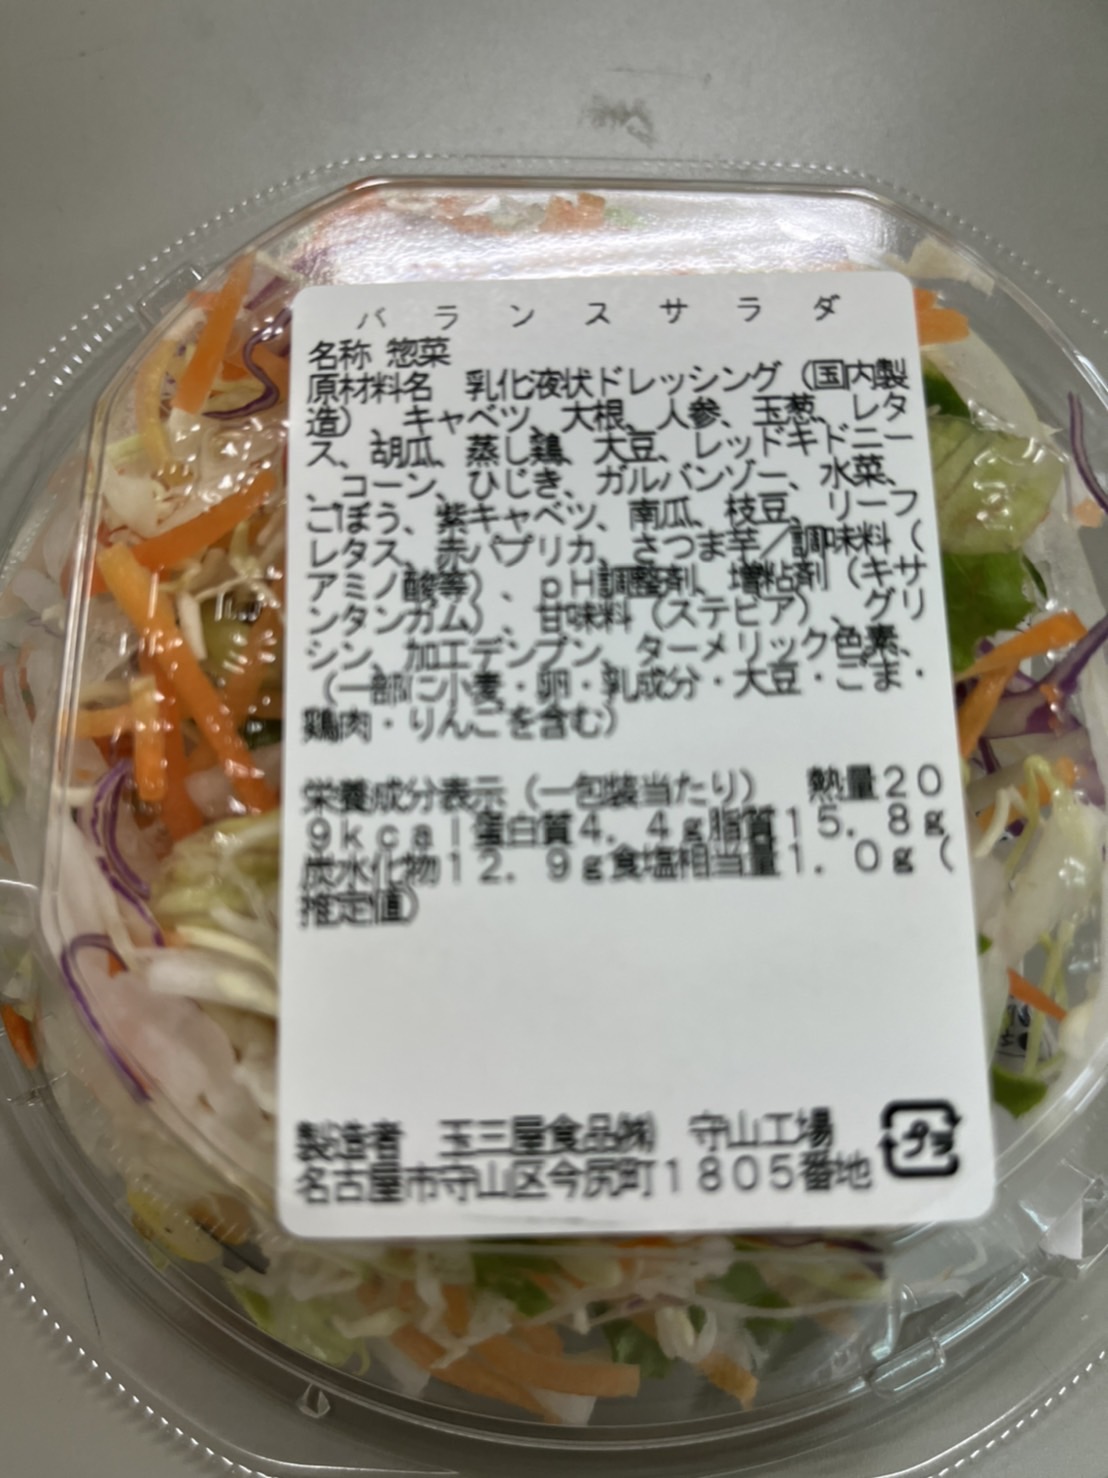 バランスサラダ
名称 惣菜
原材料名　乳化液状ドレッシング（国内製
造）、キャベツ、大根、人参、玉葱、レタ
ス、胡瓜、蒸し鶏、大豆、レッドキドニー
、コーン、ひじき、ガルバンゾー、水菜、
ごぼう、紫キャベツ、南瓜、枝豆、リーフ
レタス、赤パプリカ、さつま芋／調味料（
アミノ酸等）、ｐＨ調整剤、増粘剤（キサ
ンタンガム）、甘味料（ステビア）、グリ
シン、加工デンプン、ターメリック色素、
（一部に小麦・卵・乳成分・大豆・ごま・
鶏肉・りんごを含む）
栄養成分表示（一包装当たり）　熱量２０
９ｋｃａｌ蛋白質４．４ｇ脂質１５．８ｇ
炭水化物１２．９ｇ食塩相当量１．０ｇ（
推定値）
製造者　玉三屋食品㈱　守山工場
名古屋市守山区今尻町１８０５番地
プラ